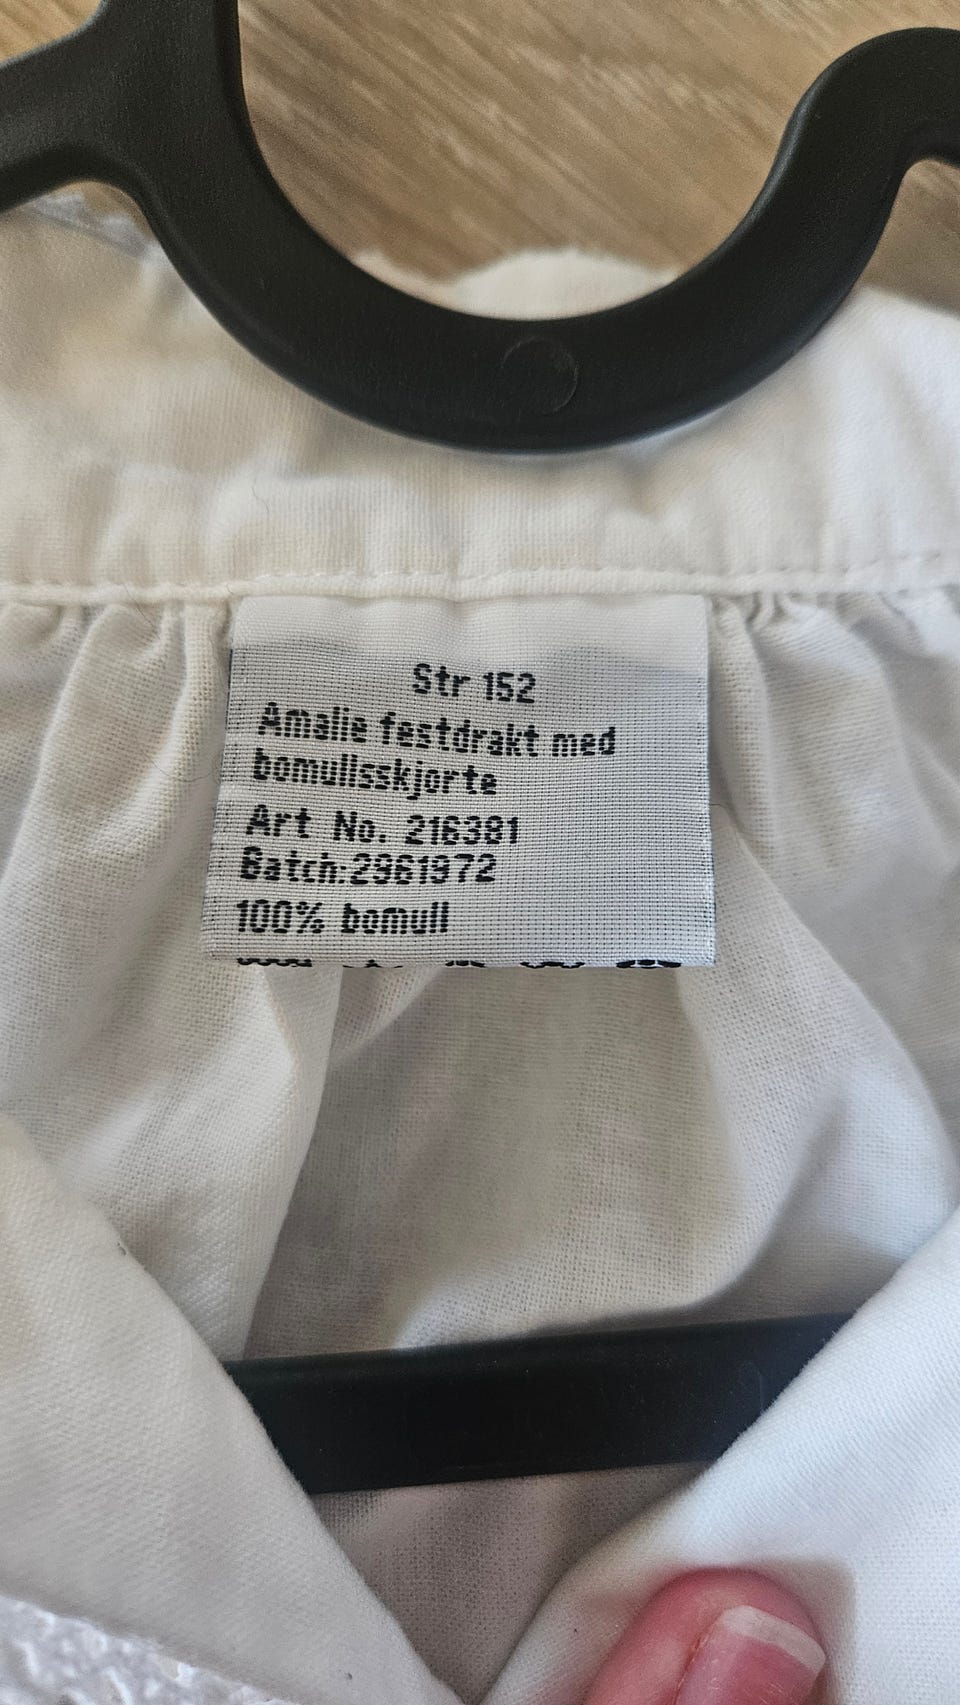 Str 152
Amalie festdrakt med
bomullsskjorte
Art No. 216381
Batch:2961972
100% bomull